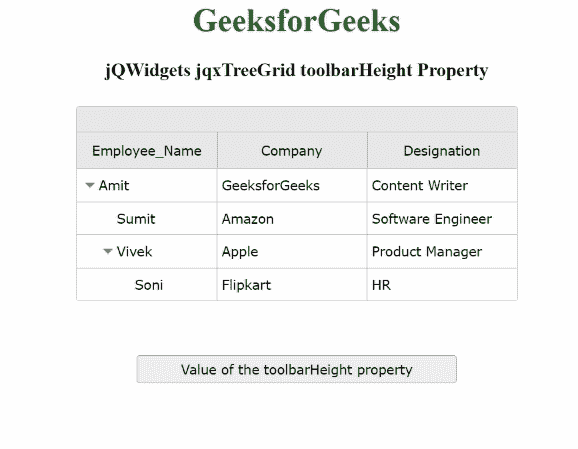 GeeksforGeeks
jQWidgets jqxTreeGrid toolbarHeight Property
Employee_Name Company Designation
Amit GeeksforGeeks Content Writer
Sumit Amazon Software Engineer
Vivek Apple Product Manager
Soni Flipkart HR
Value of the toolbarHeight property